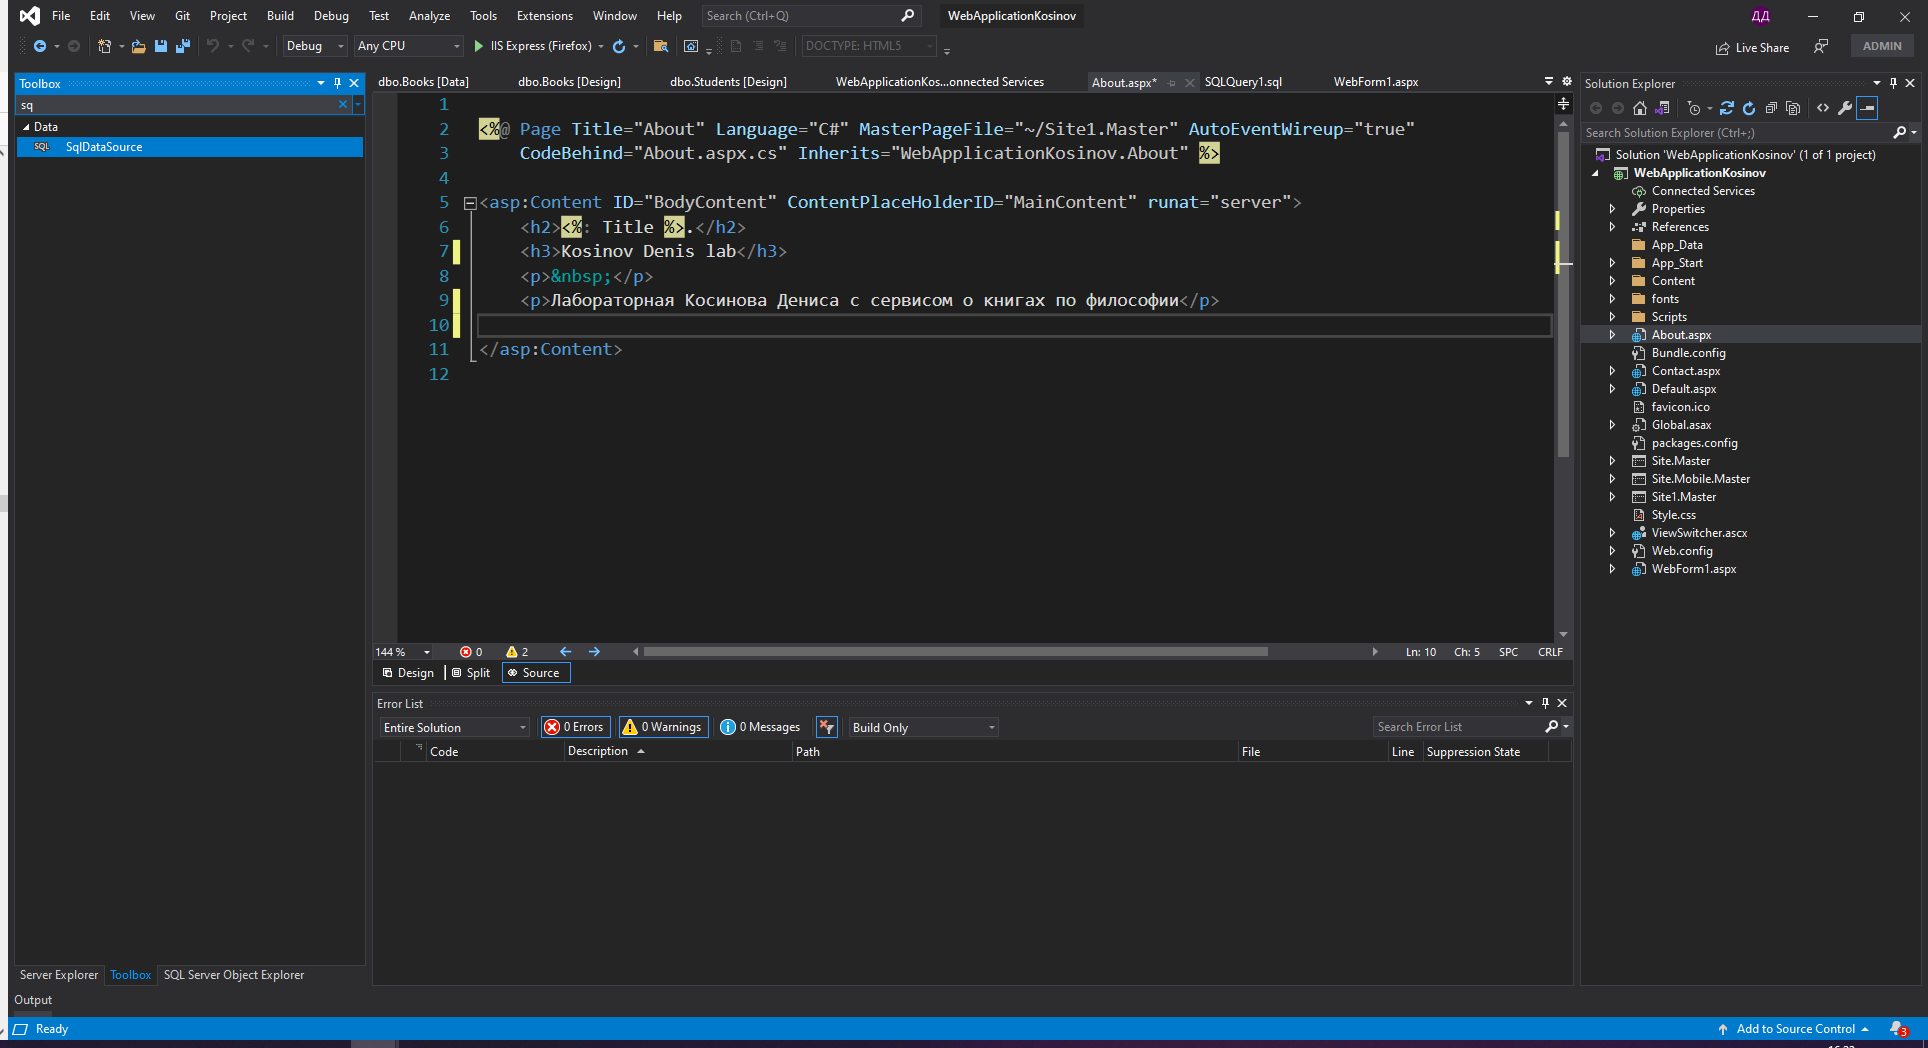 File Edit View Git Project Build Debug Test Analyze Tools Extensions Window Help Search (Ctrl+Q) WebApplicationKosinov ДД
Debug Any CPU IIS Express (Firefox) DOCTYPE: HTML5 Live Share ADMIN
Toolbox
sq
Data
SQL SqlDataSource
Server Explorer Toolbox SQL Server Object Explorer
dbo.Books [Data] dbo.Books [Design] dbo.Students [Design] WebApplicationKos...onnected Services About.aspx* SQLQuery1.sql WebForm1.aspx
1
2 <%@ Page Title="About" Language="C#" MasterPageFile="~/Site1.Master" AutoEventWireup="true"
3 CodeBehind="About.aspx.cs" Inherits="WebApplicationKosinov.About" %>
4
5 <asp:Content ID="BodyContent" ContentPlaceHolderID="MainContent" runat="server">
6 <h2><%: Title %>.</h2>
7 <h3>Kosinov Denis lab</h3>
8 <p>&nbsp;</p>
9 <p>Лабораторная Косинова Дениса с сервисом о книгах по философии</p>
10
11 </asp:Content>
12
144 % 0 2 Ln: 10 Ch: 5 SPC CRLF
Design Split Source
Error List
Entire Solution 0 Errors 0 Warnings 0 Messages Build Only Search Error List
Code Description Path File Line Suppression State
Solution Explorer
Search Solution Explorer (Ctrl+;)
Solution 'WebApplicationKosinov' (1 of 1 project)
WebApplicationKosinov
Connected Services
Properties
References
App_Data
App_Start
Content
fonts
Scripts
About.aspx
Bundle.config
Contact.aspx
Default.aspx
favicon.ico
Global.asax
packages.config
Site.Master
Site.Mobile.Master
Site1.Master
Style.css
ViewSwitcher.ascx
Web.config
WebForm1.aspx
Output
Ready Add to Source Control 3